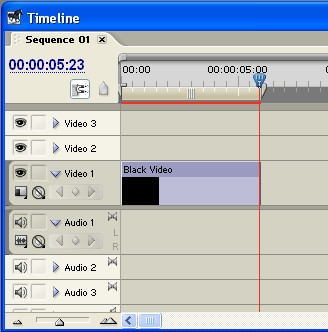 Timeline
Sequence 01
00:00:05:23
00:00
00:00:05:00
Video 3
Video 2
Video 1
Black Video
Audio 1
L
R
Audio 2
Audio 3